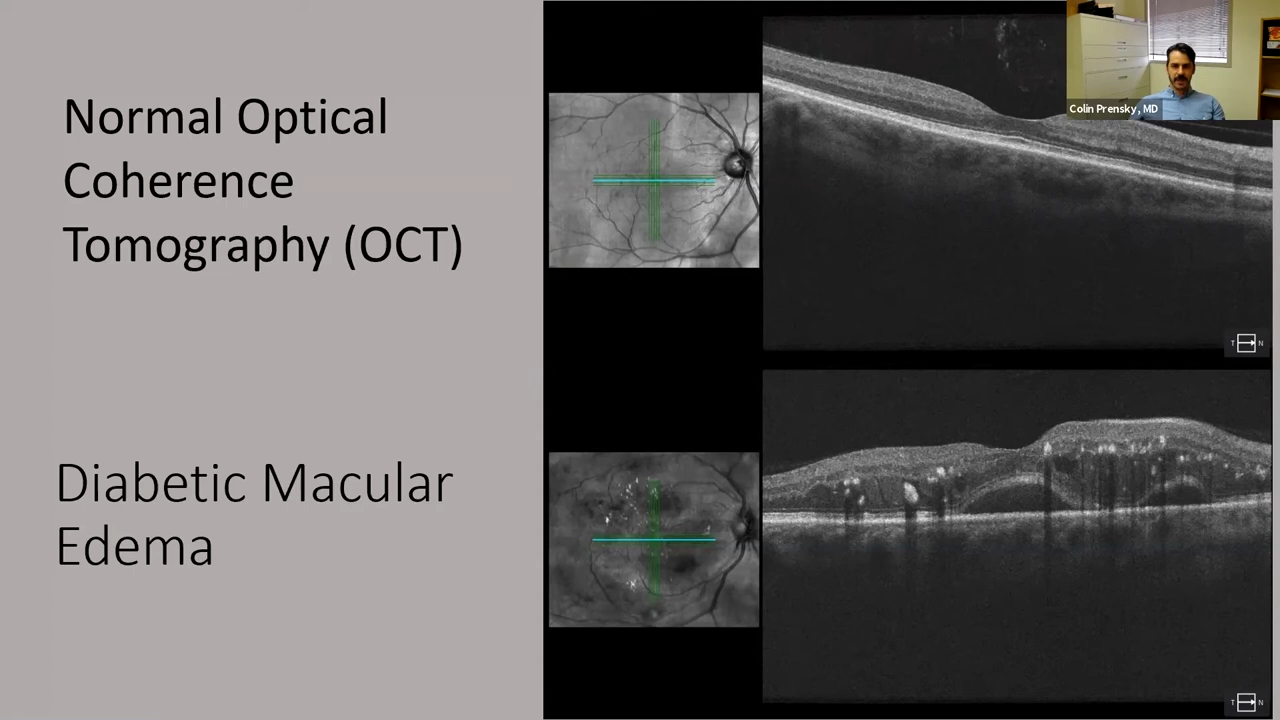 Normal Optical
Coherence
Tomography (OCT)
Colin Prensky, MD
T N
Diabetic Macular
Edema
T N